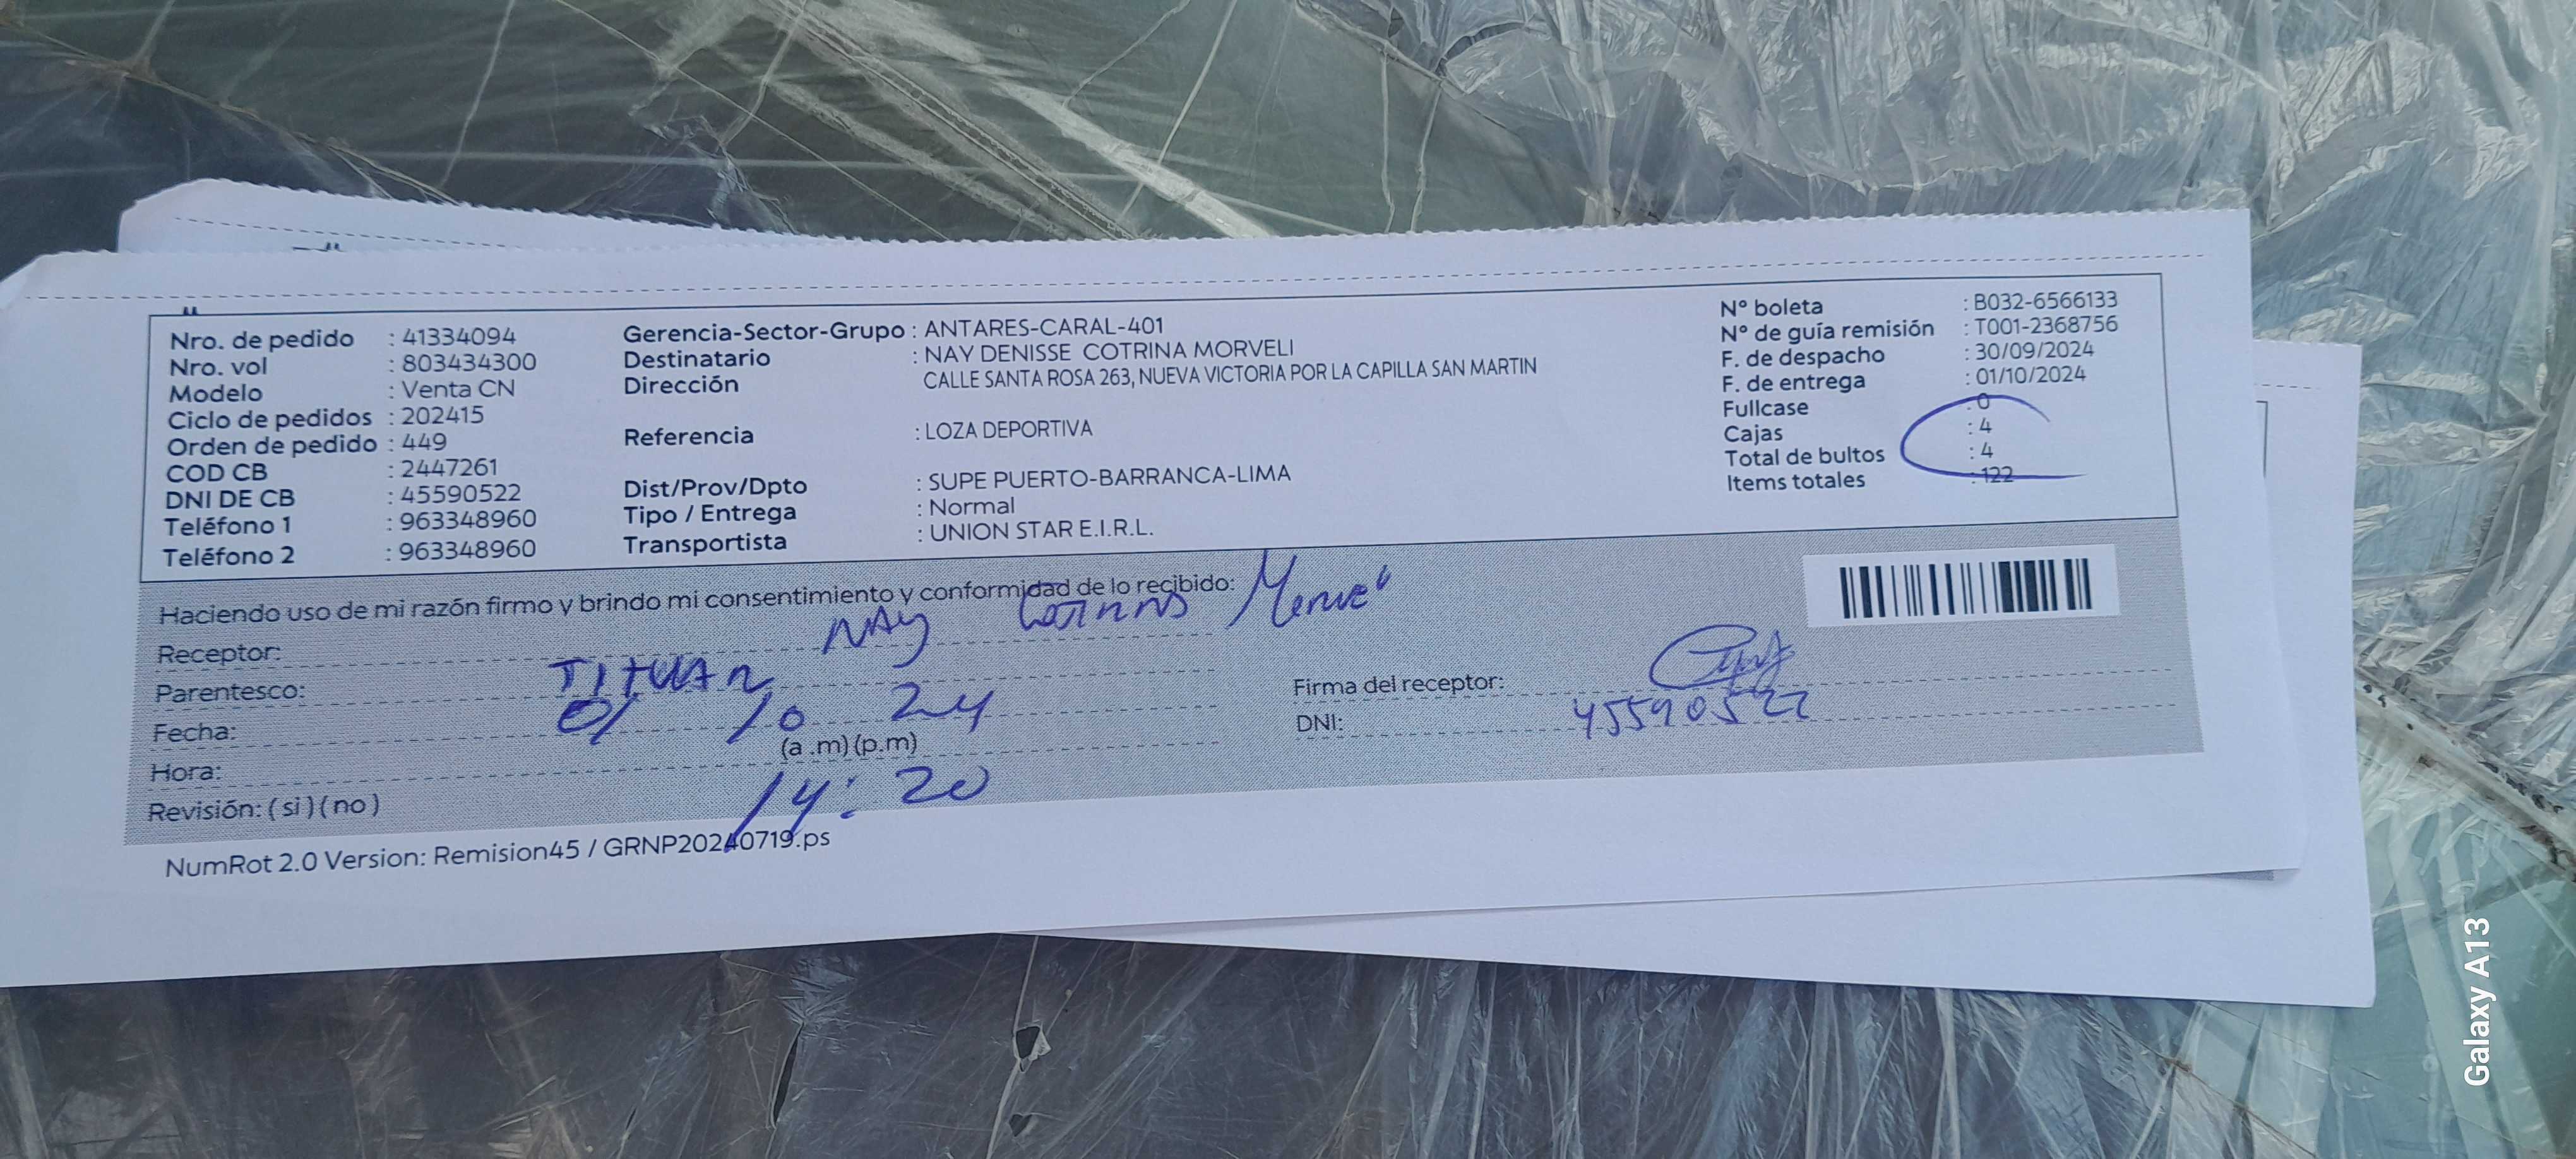 Nro. de pedido : 41334094
Nro. vol : 803434300
Modelo : Venta CN
Ciclo de pedidos : 202415
Orden de pedido : 449
COD CB : 2447261
DNI DE CB : 45590522
Teléfono 1 : 963348960
Teléfono 2 : 963348960
Gerencia-Sector-Grupo : ANTARES-CARAL-401
Destinatario : NAY DENISSE COTRINA MORVELI
Dirección CALLE SANTA ROSA 263, NUEVA VICTORIA POR LA CAPILLA SAN MARTIN
Referencia : LOZA DEPORTIVA
Dist/Prov/Dpto : SUPE PUERTO-BARRANCA-LIMA
Tipo / Entrega : Normal
Transportista : UNION STAR E.I.R.L.
Nº boleta : B032-6566133
Nº de guía remisión : T001-2368756
F. de despacho : 30/09/2024
F. de entrega : 01/10/2024
Fullcase : 0
Cajas : 4
Total de bultos : 4
Items totales : 122
Haciendo uso de mi razón firmo y brindo mi consentimiento y conformidad de lo recibido:
Receptor: NAY
Parentesco: TITULAR
Fecha: 01 10 24
(a .m) (p.m)
Hora: 14:20
Revisión: ( si ) ( no )
Firma del receptor:
DNI: 45590522
NumRot 2.0 Version: Remision45 / GRNP20240719.ps
Galaxy A13